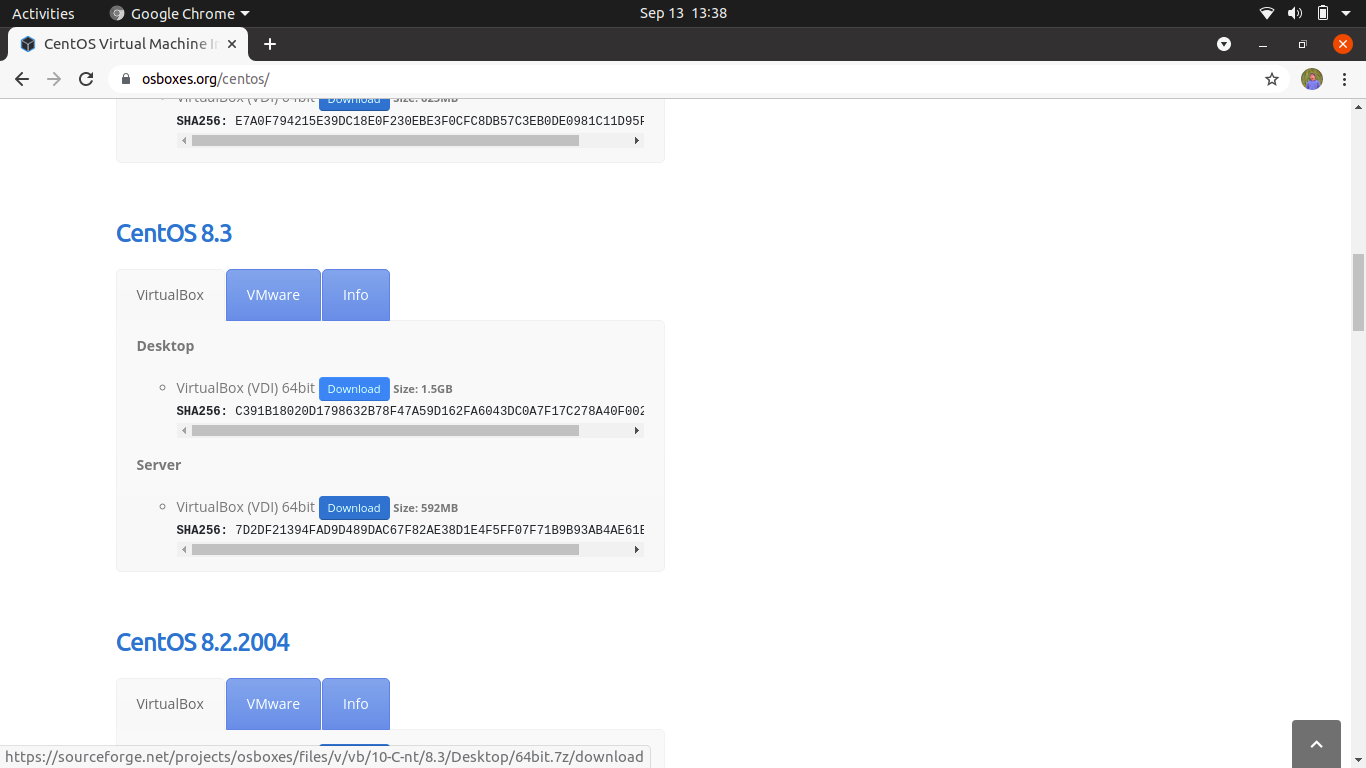 Activities Google Chrome Sep 13 13:38
CentOS Virtual Machine I
osboxes.org/centos/
VirtualBox (VDI) 64bit Download Size: 625MB
SHA256: E7A0F794215E39DC18E0F230EBE3F0CFC8DB57C3EB0DE0981C11D95F
CentOS 8.3
VirtualBox VMware Info
Desktop
VirtualBox (VDI) 64bit Download Size: 1.5GB
SHA256: C391B18020D1798632B78F47A59D162FA6043DC0A7F17C278A40F002
Server
VirtualBox (VDI) 64bit Download Size: 592MB
SHA256: 7D2DF21394FAD9D489DAC67F82AE38D1E4F5FF07F71B9B93AB4AE61E
CentOS 8.2.2004
VirtualBox VMware Info
https://sourceforge.net/projects/osboxes/files/v/vb/10-C-nt/8.3/Desktop/64bit.7z/download